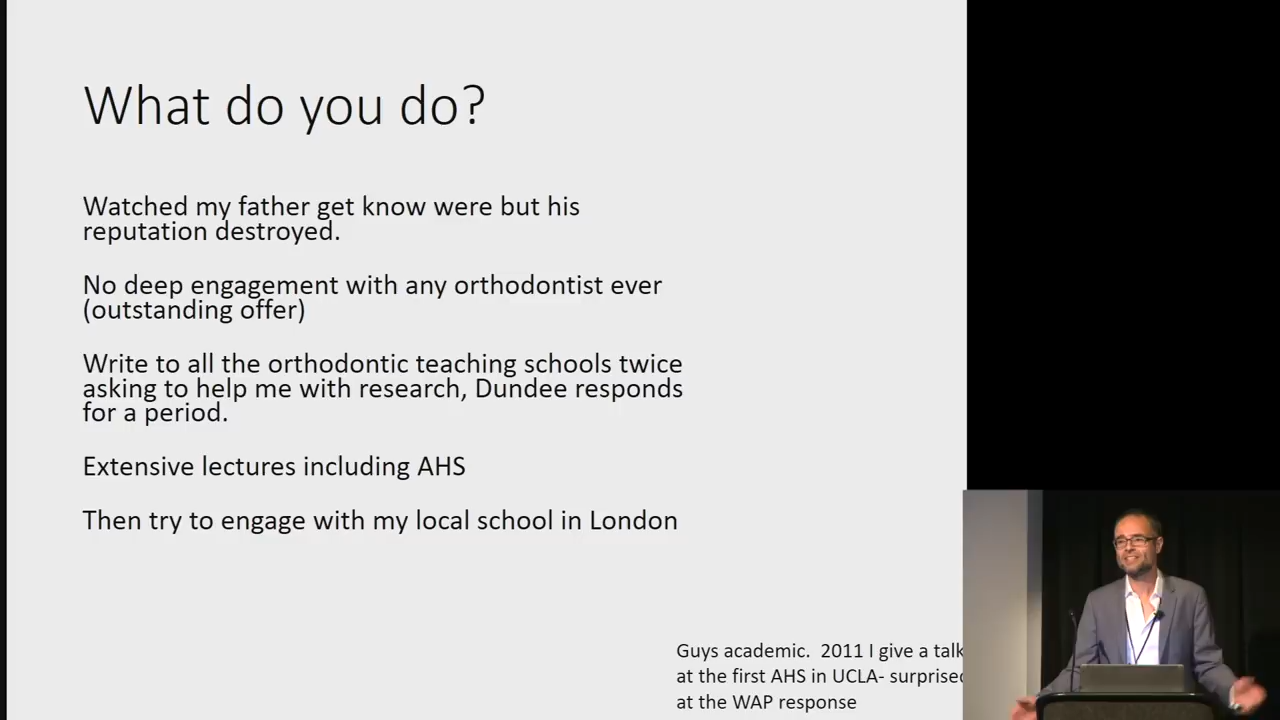 What do you do?
Watched my father get know were but his
reputation destroyed.
No deep engagement with any orthodontist ever
(outstanding offer)
Write to all the orthodontic teaching schools twice
asking to help me with research, Dundee responds
for a period.
Extensive lectures including AHS
Then try to engage with my local school in London
Guys academic.  2011 I give a talk
at the first AHS in UCLA- surprised
at the WAP response